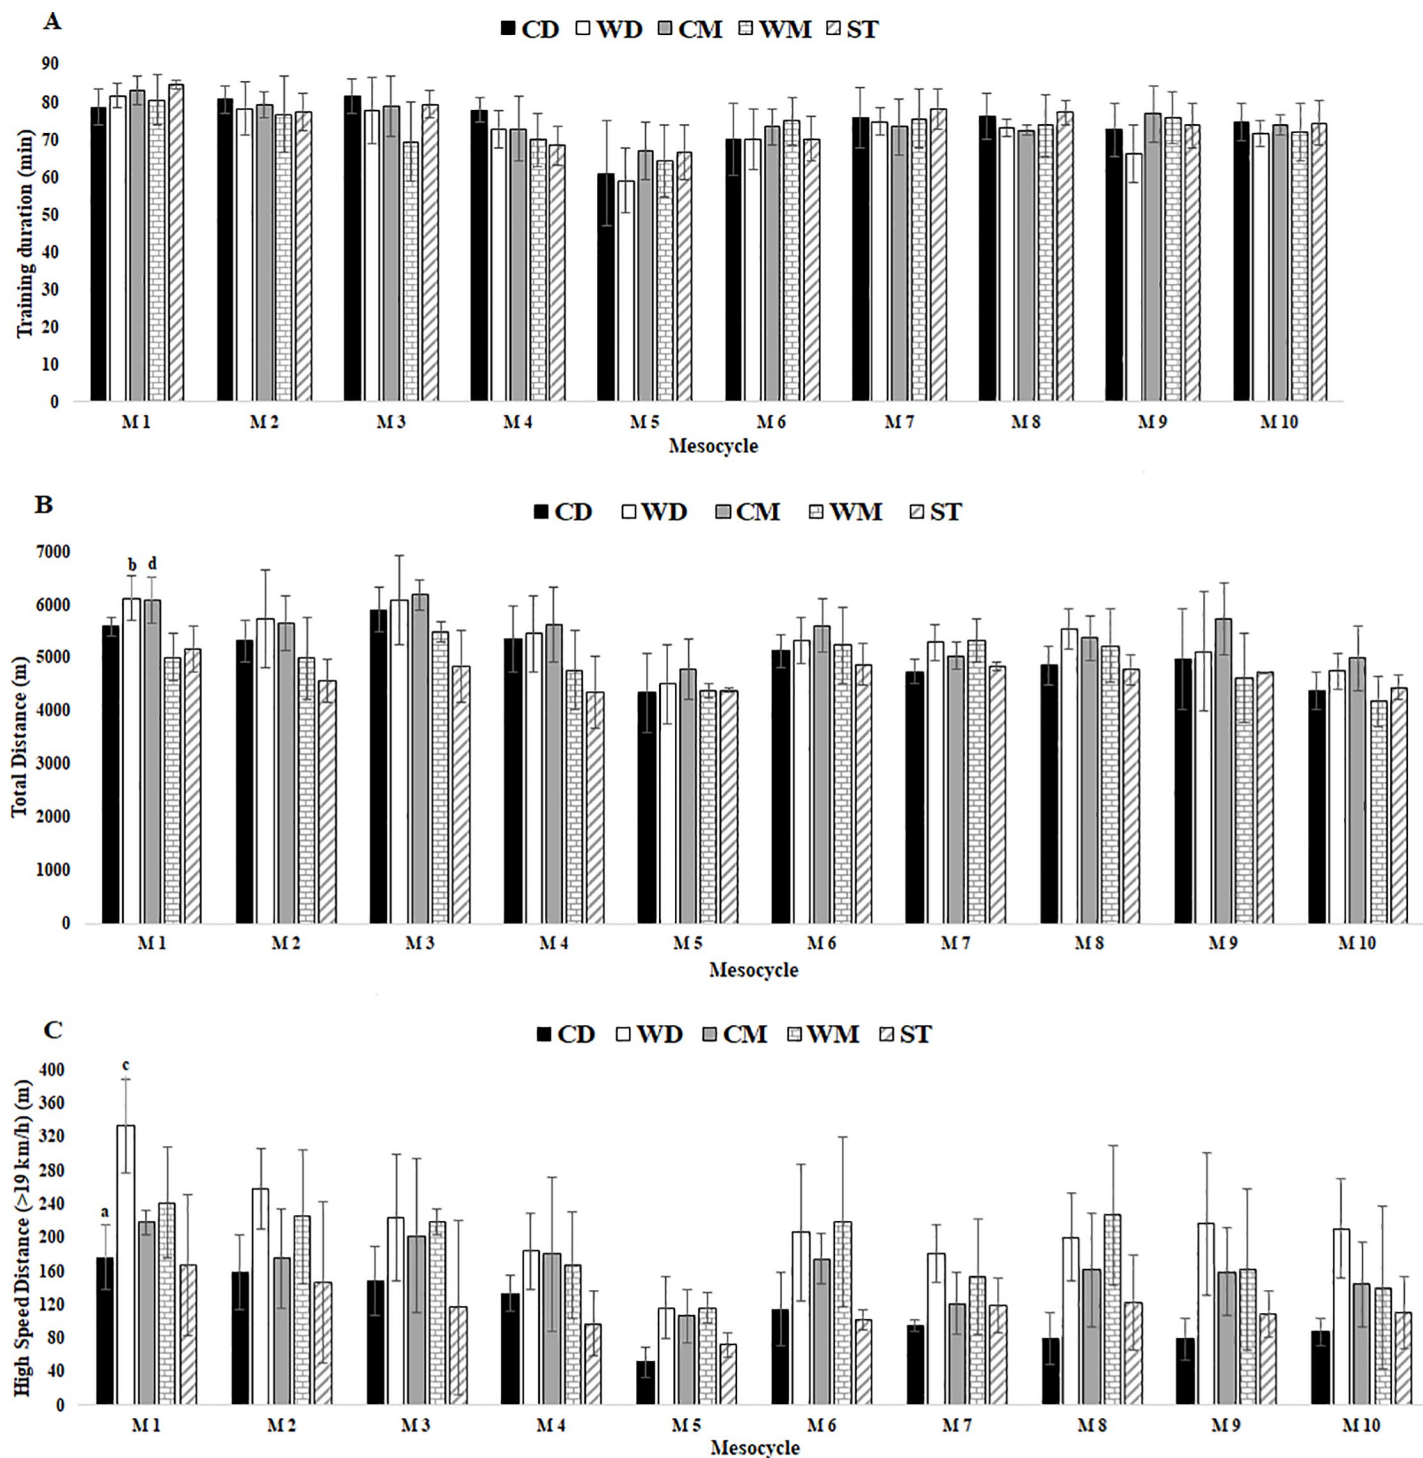 A
CD WD CM WM ST
Training duration (min)
90
80
70
60
50
40
30
20
10
0
M 1 M 2 M 3 M 4 M 5 M 6 M 7 M 8 M 9 M 10
Mesocycle
B
CD WD CM WM ST
Total Distance (m)
7000
6000
5000
4000
3000
2000
1000
0
b d
M 1 M 2 M 3 M 4 M 5 M 6 M 7 M 8 M 9 M 10
Mesocycle
C
CD WD CM WM ST
High Speed Distance (>19 km/h) (m)
400
360
320
280
240
200
160
120
80
40
0
c
a
M 1 M 2 M 3 M 4 M 5 M 6 M 7 M 8 M 9 M 10
Mesocycle